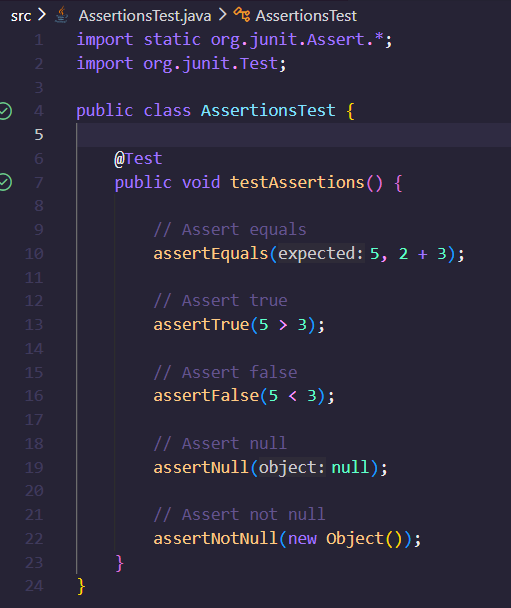 src > AssertionsTest.java > AssertionsTest
1 import static org.junit.Assert.*;
2 import org.junit.Test;
3
4 public class AssertionsTest {
5
6 @Test
7 public void testAssertions() {
8
9 // Assert equals
10 assertEquals(expected: 5, 2 + 3);
11
12 // Assert true
13 assertTrue(5 > 3);
14
15 // Assert false
16 assertFalse(5 < 3);
17
18 // Assert null
19 assertNull(object: null);
20
21 // Assert not null
22 assertNotNull(new Object());
23 }
24 }